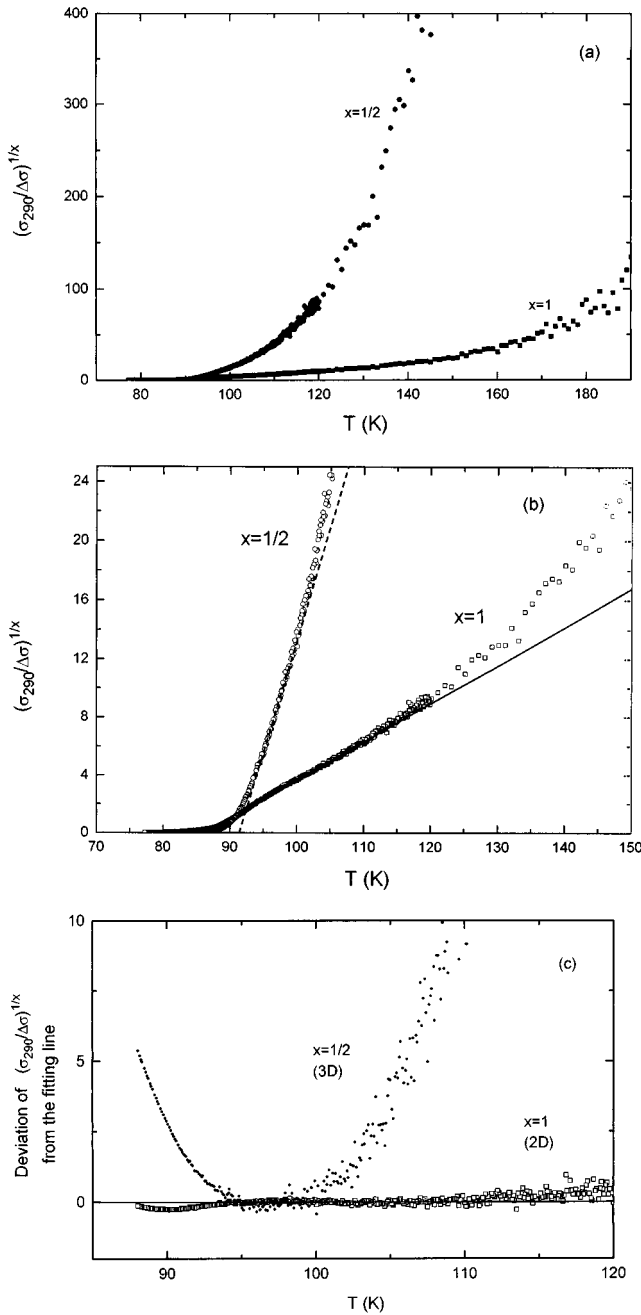 400
300
200
100
0
(σ290/Δσ)^1/x
(a)
x=1/2
x=1
80 100 120 140 160 180
T (K)
24
20
16
12
8
4
0
(σ290/Δσ)^1/x
(b)
x=1/2
x=1
70 80 90 100 110 120 130 140 150
T (K)
10
5
0
Deviation of (σ290/Δσ)^1/x
from the fitting line
(c)
x=1/2
(3D)
x=1
(2D)
90 100 110 120
T (K)